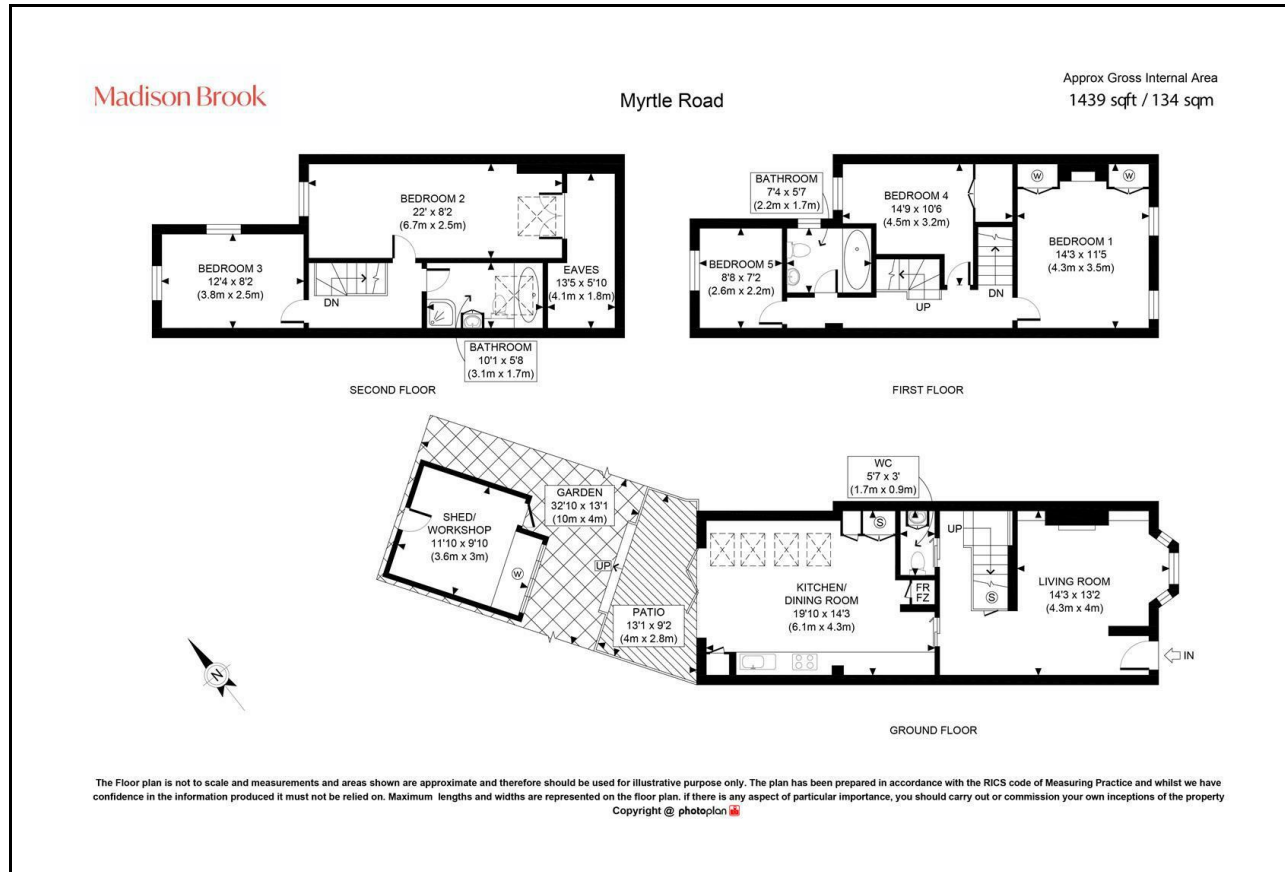 Madison Brook
Myrtle Road
Approx Gross Internal Area
1439 sqft / 134 sqm
BEDROOM 2
22' x 8'2
(6.7m x 2.5m)
BEDROOM 3
12'4 x 8'2
(3.8m x 2.5m)
DN
EAVES
13'5 x 5'10
(4.1m x 1.8m)
BATHROOM
10'1 x 5'8
(3.1m x 1.7m)
SECOND FLOOR
BATHROOM
7'4 x 5'7
(2.2m x 1.7m)
BEDROOM 4
14'9 x 10'6
(4.5m x 3.2m)
W
W
BEDROOM 1
14'3 x 11'5
(4.3m x 3.5m)
BEDROOM 5
8'8 x 7'2
(2.6m x 2.2m)
UP
DN
FIRST FLOOR
SHED/
WORKSHOP
11'10 x 9'10
(3.6m x 3m)
W
GARDEN
32'10 x 13'1
(10m x 4m)
UP
PATIO
13'1 x 9'2
(4m x 2.8m)
WC
5'7 x 3'
(1.7m x 0.9m)
S
KITCHEN/
DINING ROOM
19'10 x 14'3
(6.1m x 4.3m)
FR
FZ
UP
S
LIVING ROOM
14'3 x 13'2
(4.3m x 4m)
IN
GROUND FLOOR
N
The Floor plan is not to scale and measurements and areas shown are approximate and therefore should be used for illustrative purpose only. The plan has been prepared in accordance with the RICS code of Measuring Practice and whilst we have
confidence in the information produced it must not be relied on. Maximum lengths and widths are represented on the floor plan. if there is any aspect of particular importance, you should carry out or commission your own inceptions of the property
Copyright @ photoplan